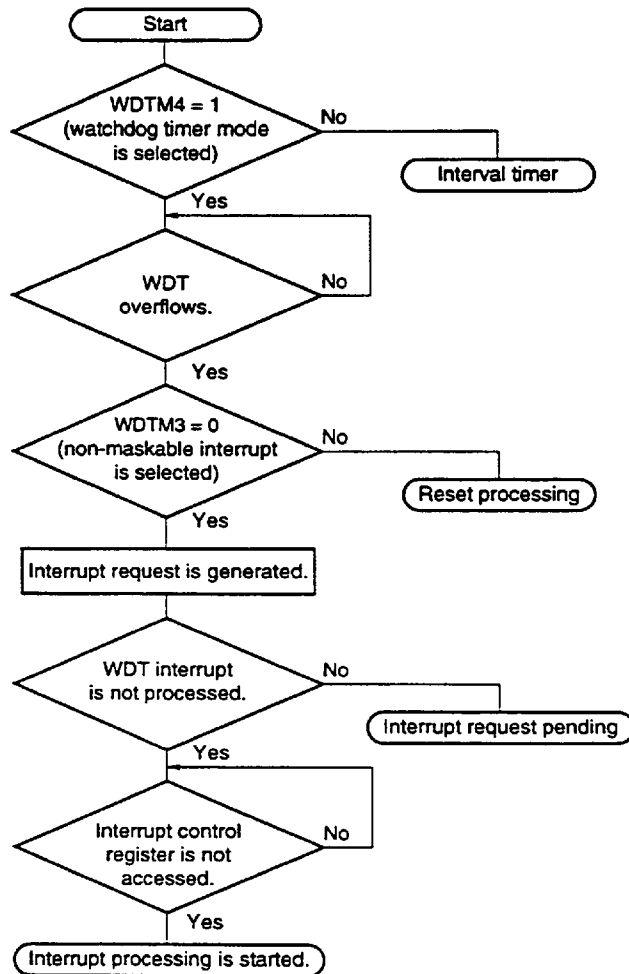 Start
WDTM4 = 1
(watchdog timer mode
is selected)
No
Interval timer
Yes
WDT
overflows.
No
Yes
WDTM3 = 0
(non-maskable interrupt
is selected)
No
Reset processing
Yes
Interrupt request is generated.
WDT interrupt
is not processed.
No
Interrupt request pending
Yes
Interrupt control
register is not
accessed.
No
Yes
Interrupt processing is started.